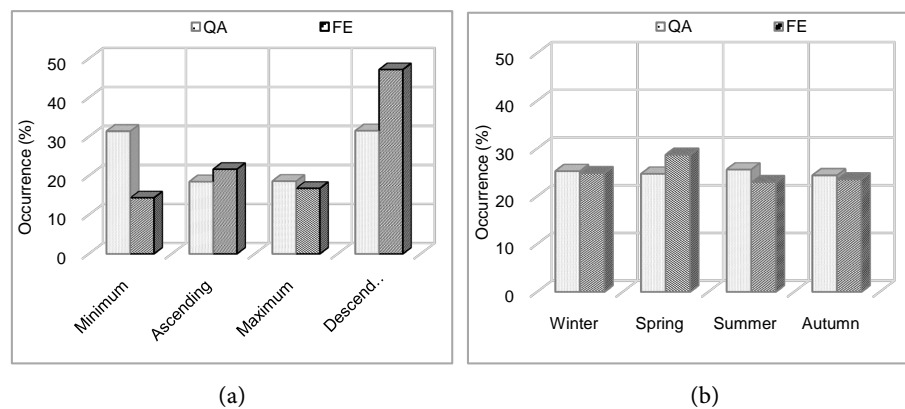 QA FE
50
40
30
20
10
0
Occurrence (%)
Minimum
Ascending
Maximum
Descend..
(a)
QA FE
50
40
30
20
10
0
Occurrence (%)
Winter Spring Summer Autumn
(b)